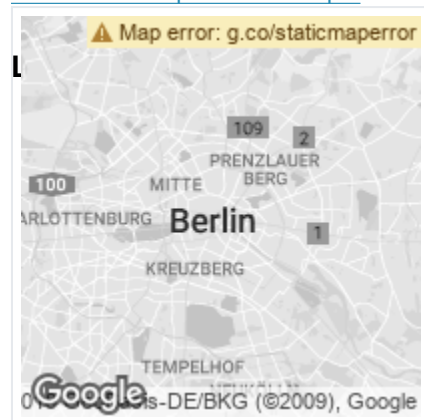 Map error: g.co/staticmaperror
L
109
2
PRENZLAUER
BERG
100
MITTE
ARLOTTENBURG
Berlin
1
KREUZBERG
TEMPELHOF
Google
-DE/BKG (©2009), Google